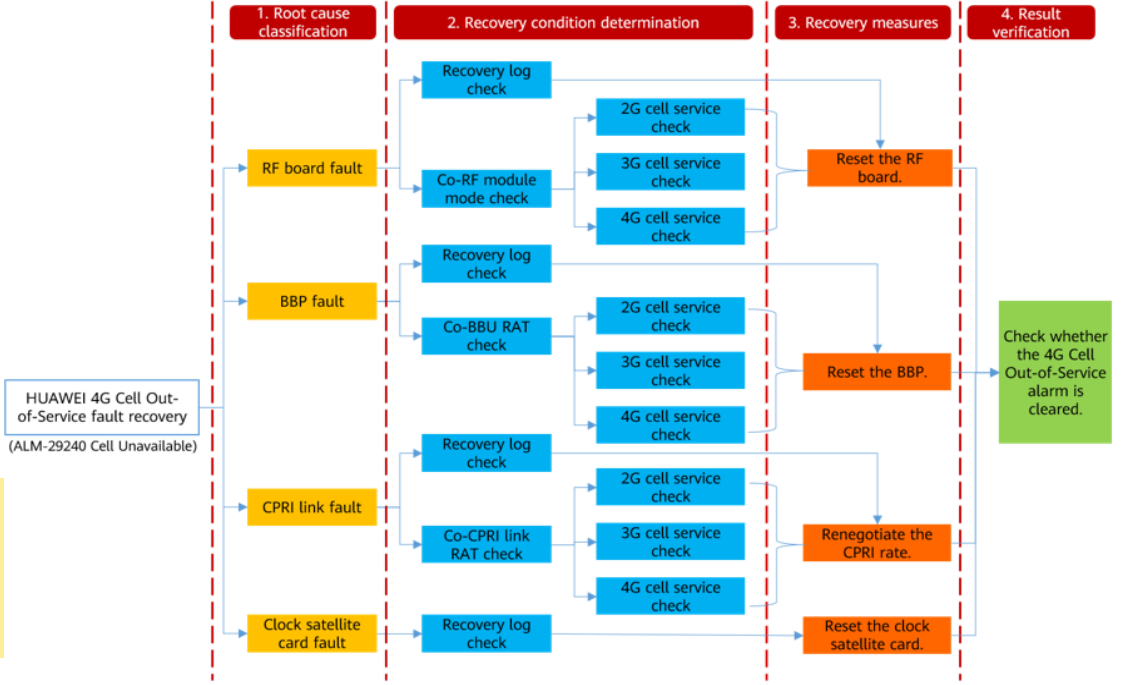 1. Root cause
classification
2. Recovery condition determination
3. Recovery measures
4. Result
verification
HUAWEI 4G Cell Out-
of-Service fault recovery
(ALM-29240 Cell Unavailable)
RF board fault
Recovery log
check
Co-RF module
mode check
2G cell service
check
3G cell service
check
4G cell service
check
Reset the RF
board.
BBP fault
Recovery log
check
Co-BBU RAT
check
2G cell service
check
3G cell service
check
4G cell service
check
Reset the BBP.
CPRI link fault
Recovery log
check
Co-CPRI link
RAT check
2G cell service
check
3G cell service
check
4G cell service
check
Renegotiate the
CPRI rate.
Clock satellite
card fault
Recovery log
check
Reset the clock
satellite card.
Check whether
the 4G Cell
Out-of-Service
alarm is
cleared.